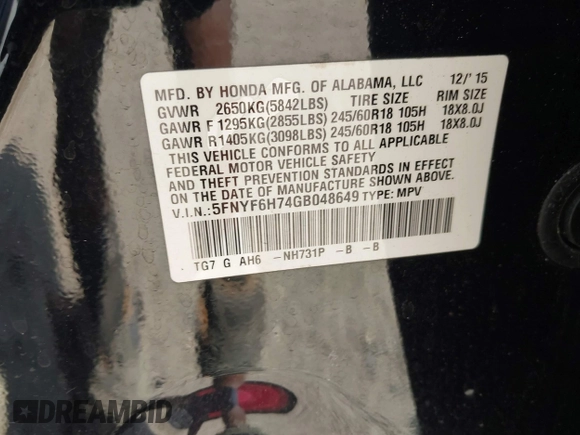 MFD. BY HONDA MFG. OF ALABAMA, LLC 12/'15
GVWR 2650KG(5842LBS) TIRE SIZE RIM SIZE
GAWR F1295KG(2855LBS)245/60R18 105H 18X8.0J
GAWR R1405KG(3098LBS)245/60R18 105H 18X8.0J
THIS VEHICLE CONFORMS TO ALL APPLICABLE
FEDERAL MOTOR VEHICLE SAFETY
AND THEFT PREVENTION STANDARDS IN EFFECT
ON THE DATE OF MANUFACTURE SHOWN ABOVE.
V.I.N.:5FNYF6H74GB048649 TYPE: MPV
TG7 G AH6 -NH731P -B -B
DREAMBID